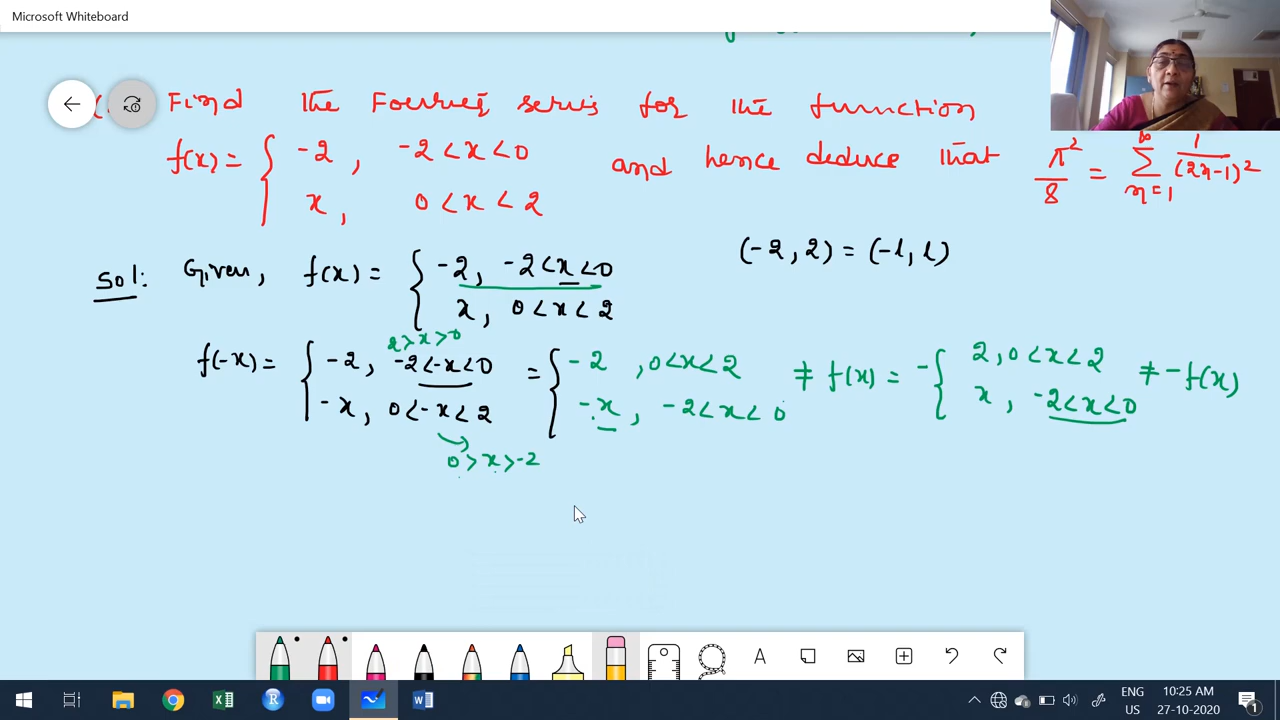 Microsoft Whiteboard
Find the Fourier series for the function
f(x) = { -2, -2 < x < 0
x, 0 < x < 2
and hence deduce that π²/8 = ∑_{n=1}^{∞} 1/(2n-1)²
Sol: Given, f(x) = { -2, -2 < x < 0
x, 0 < x < 2
(-2, 2) = (-l, l)
2 > x > 0
f(-x) = { -2, -2 < -x < 0 = { -2, 0 < x < 2 ≠ f(x) = - { 2, 0 < x < 2 ≠ -f(x)
-x, 0 < -x < 2 -x, -2 < x < 0 x, -2 < x < 0
0 > x > -2
ENG
US
10:25 AM
27-10-2020